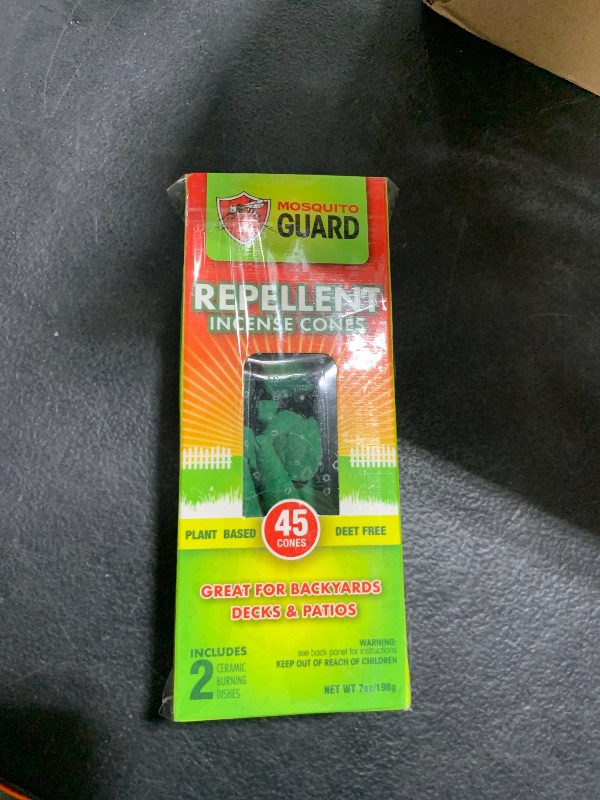 MOSQUITO
GUARD
REPELLENT
INCENSE CONES
PLANT BASED
45
CONES
DEET FREE
GREAT FOR BACKYARDS
DECKS & PATIOS
INCLUDES
2
CERAMIC
BURNING
DISHES
WARNING:
see back panel for instructions
KEEP OUT OF REACH OF CHILDREN
NET WT 7oz/198g